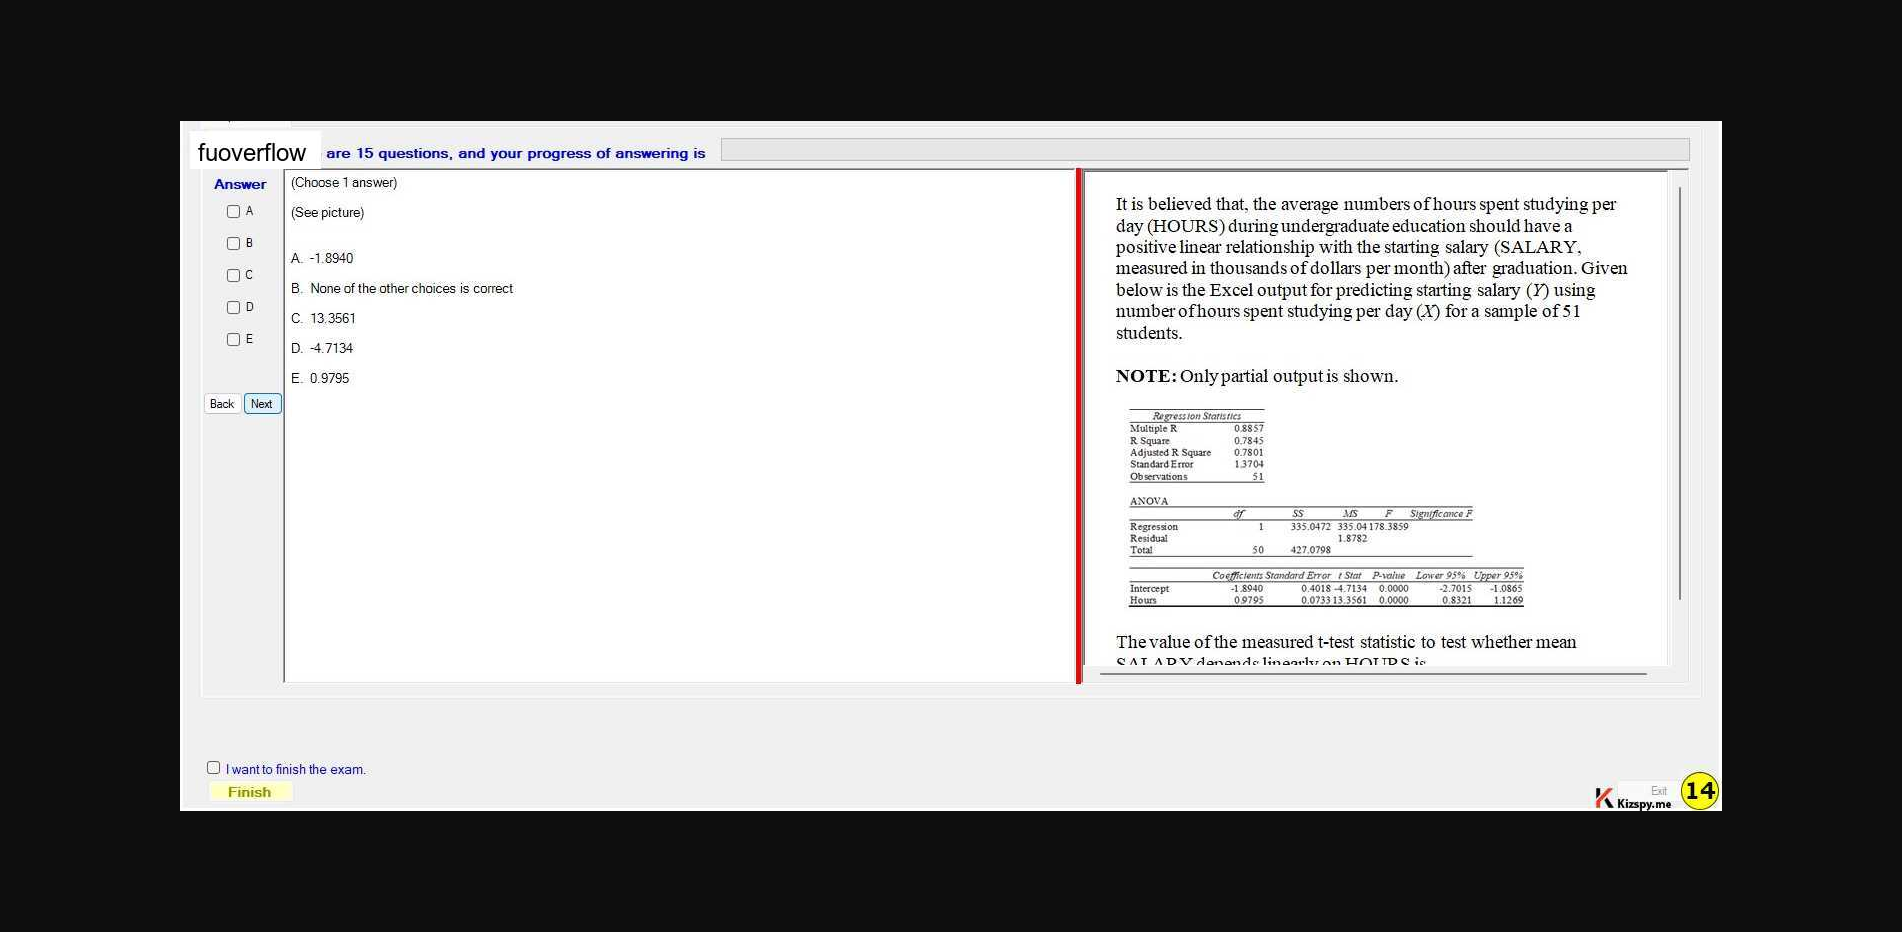 fuoverflow are 15 questions, and your progress of answering is
Answer
A
B
C
D
E
Back Next
(Choose 1 answer)
(See picture)
A. -1.8940
B. None of the other choices is correct
C. 13.3561
D. -4.7134
E. 0.9795
It is believed that, the average numbers of hours spent studying per
day (HOURS) during undergraduate education should have a
positive linear relationship with the starting salary (SALARY,
measured in thousands of dollars per month) after graduation. Given
below is the Excel output for predicting starting salary (Y) using
number of hours spent studying per day (X) for a sample of 51
students.
NOTE: Only partial output is shown.
Regression Statistics
Multiple R 0.8857
R Square 0.7845
Adjusted R Square 0.7801
Standard Error 1.3704
Observations 51
ANOVA
df SS MS F Significance F
Regression 1 335.0472 335.04 178.3859
Residual 1.8782
Total 50 427.0798
Coefficients Standard Error t Stat P-value Lower 95% Upper 95%
Intercept -1.8940 0.4018 -4.7134 0.0000 -2.7015 -1.0865
Hours 0.9795 0.0733 13.3561 0.0000 0.8321 1.1269
The value of the measured t-test statistic to test whether mean
SALARY depends linearly on HOURS is
I want to finish the exam.
Finish
Exit
Kizspy.me
14